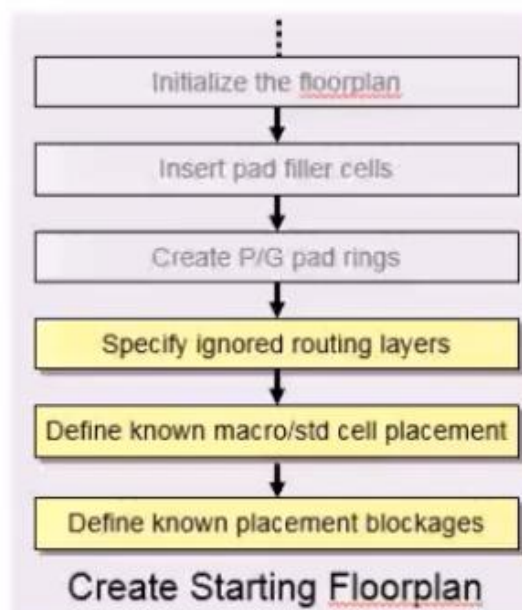 Initialize the floorplan
Insert pad filler cells
Create P/G pad rings
Specify ignored routing layers
Define known macro/std cell placement
Define known placement blockages
Create Starting Floorplan